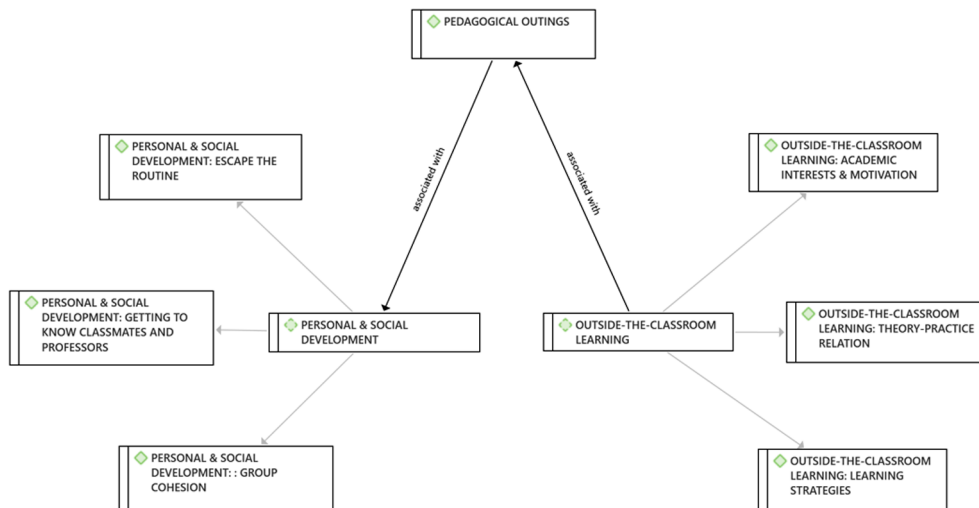 PEDAGOGICAL OUTINGS
PERSONAL & SOCIAL
DEVELOPMENT: ESCAPE THE
ROUTINE
OUTSIDE-THE-CLASSROOM
LEARNING: ACADEMIC
INTERESTS & MOTIVATION
associated with
associated with
PERSONAL & SOCIAL
DEVELOPMENT: GETTING TO
KNOW CLASSMATES AND
PROFESSORS
PERSONAL & SOCIAL
DEVELOPMENT
OUTSIDE-THE-CLASSROOM
LEARNING
OUTSIDE-THE-CLASSROOM
LEARNING: THEORY-PRACTICE
RELATION
PERSONAL & SOCIAL
DEVELOPMENT: : GROUP
COHESION
OUTSIDE-THE-CLASSROOM
LEARNING: LEARNING
STRATEGIES